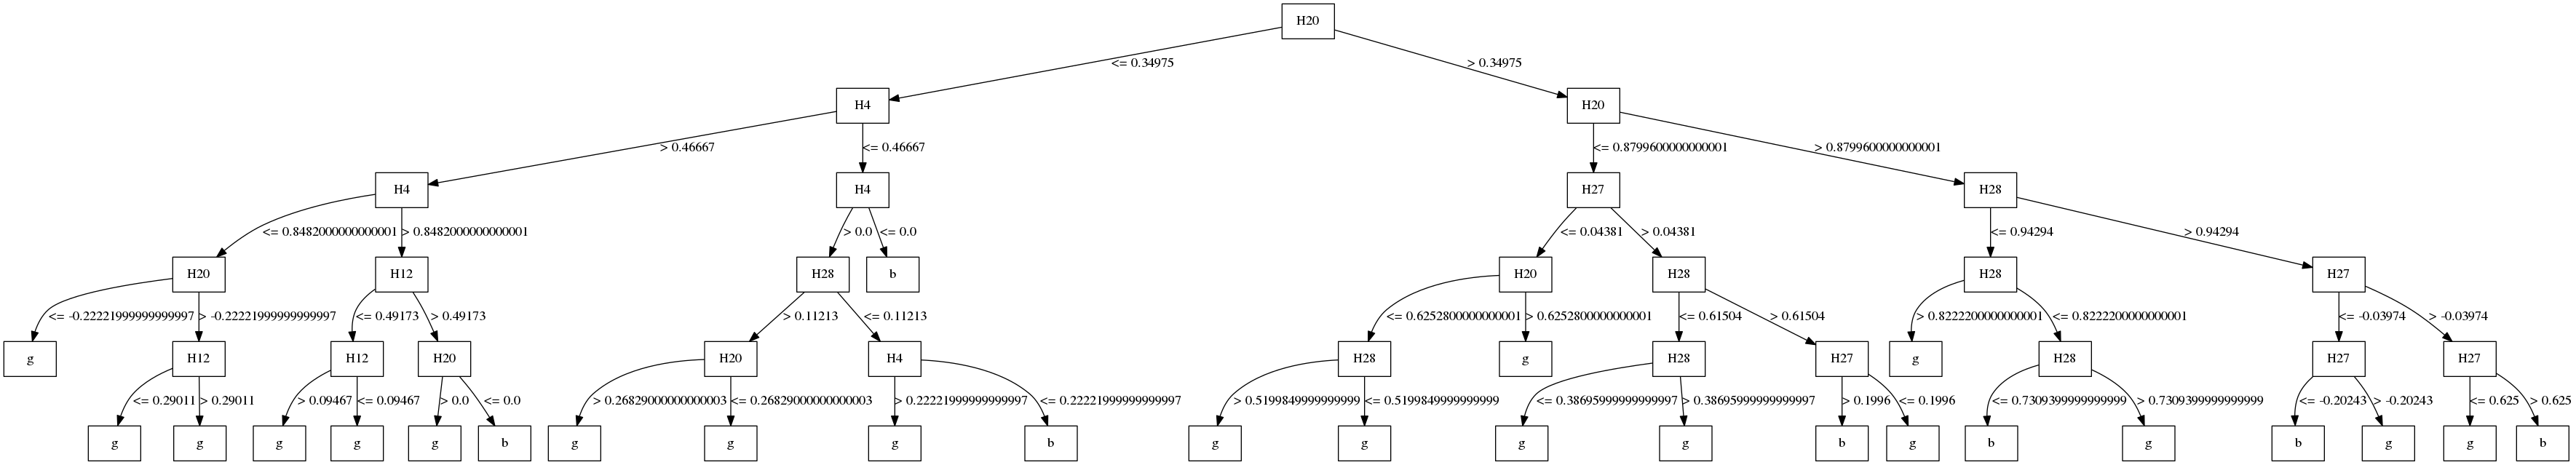 H20
<= 0.34975
> 0.34975
H4
H20
> 0.46667
<= 0.46667
<= 0.8799600000000001
> 0.8799600000000001
H4
H4
H27
H28
<= 0.8482000000000001
> 0.8482000000000001
> 0.0
<= 0.0
<= 0.04381
> 0.04381
<= 0.94294
> 0.94294
H20
H12
H28
b
H20
H28
H28
H27
<= -0.22221999999999997
> -0.22221999999999997
<= 0.49173
> 0.49173
> 0.11213
<= 0.11213
<= 0.6252800000000001
> 0.6252800000000001
<= 0.61504
> 0.61504
> 0.8222200000000001
<= 0.8222200000000001
<= -0.03974
> -0.03974
g
H12
H12
H20
H20
H4
H28
g
H28
H27
g
H28
H27
H27
<= 0.29011
> 0.29011
> 0.09467
<= 0.09467
> 0.0
<= 0.0
> 0.26829000000000003
<= 0.26829000000000003
> 0.22221999999999997
<= 0.22221999999999997
> 0.5199849999999999
<= 0.5199849999999999
<= 0.38695999999999997
> 0.38695999999999997
> 0.1996
<= 0.1996
<= 0.7309399999999999
> 0.7309399999999999
<= -0.20243
> -0.20243
<= 0.625
> 0.625
g
g
g
g
g
b
g
g
g
b
g
g
g
g
b
g
b
g
b
g
g
b